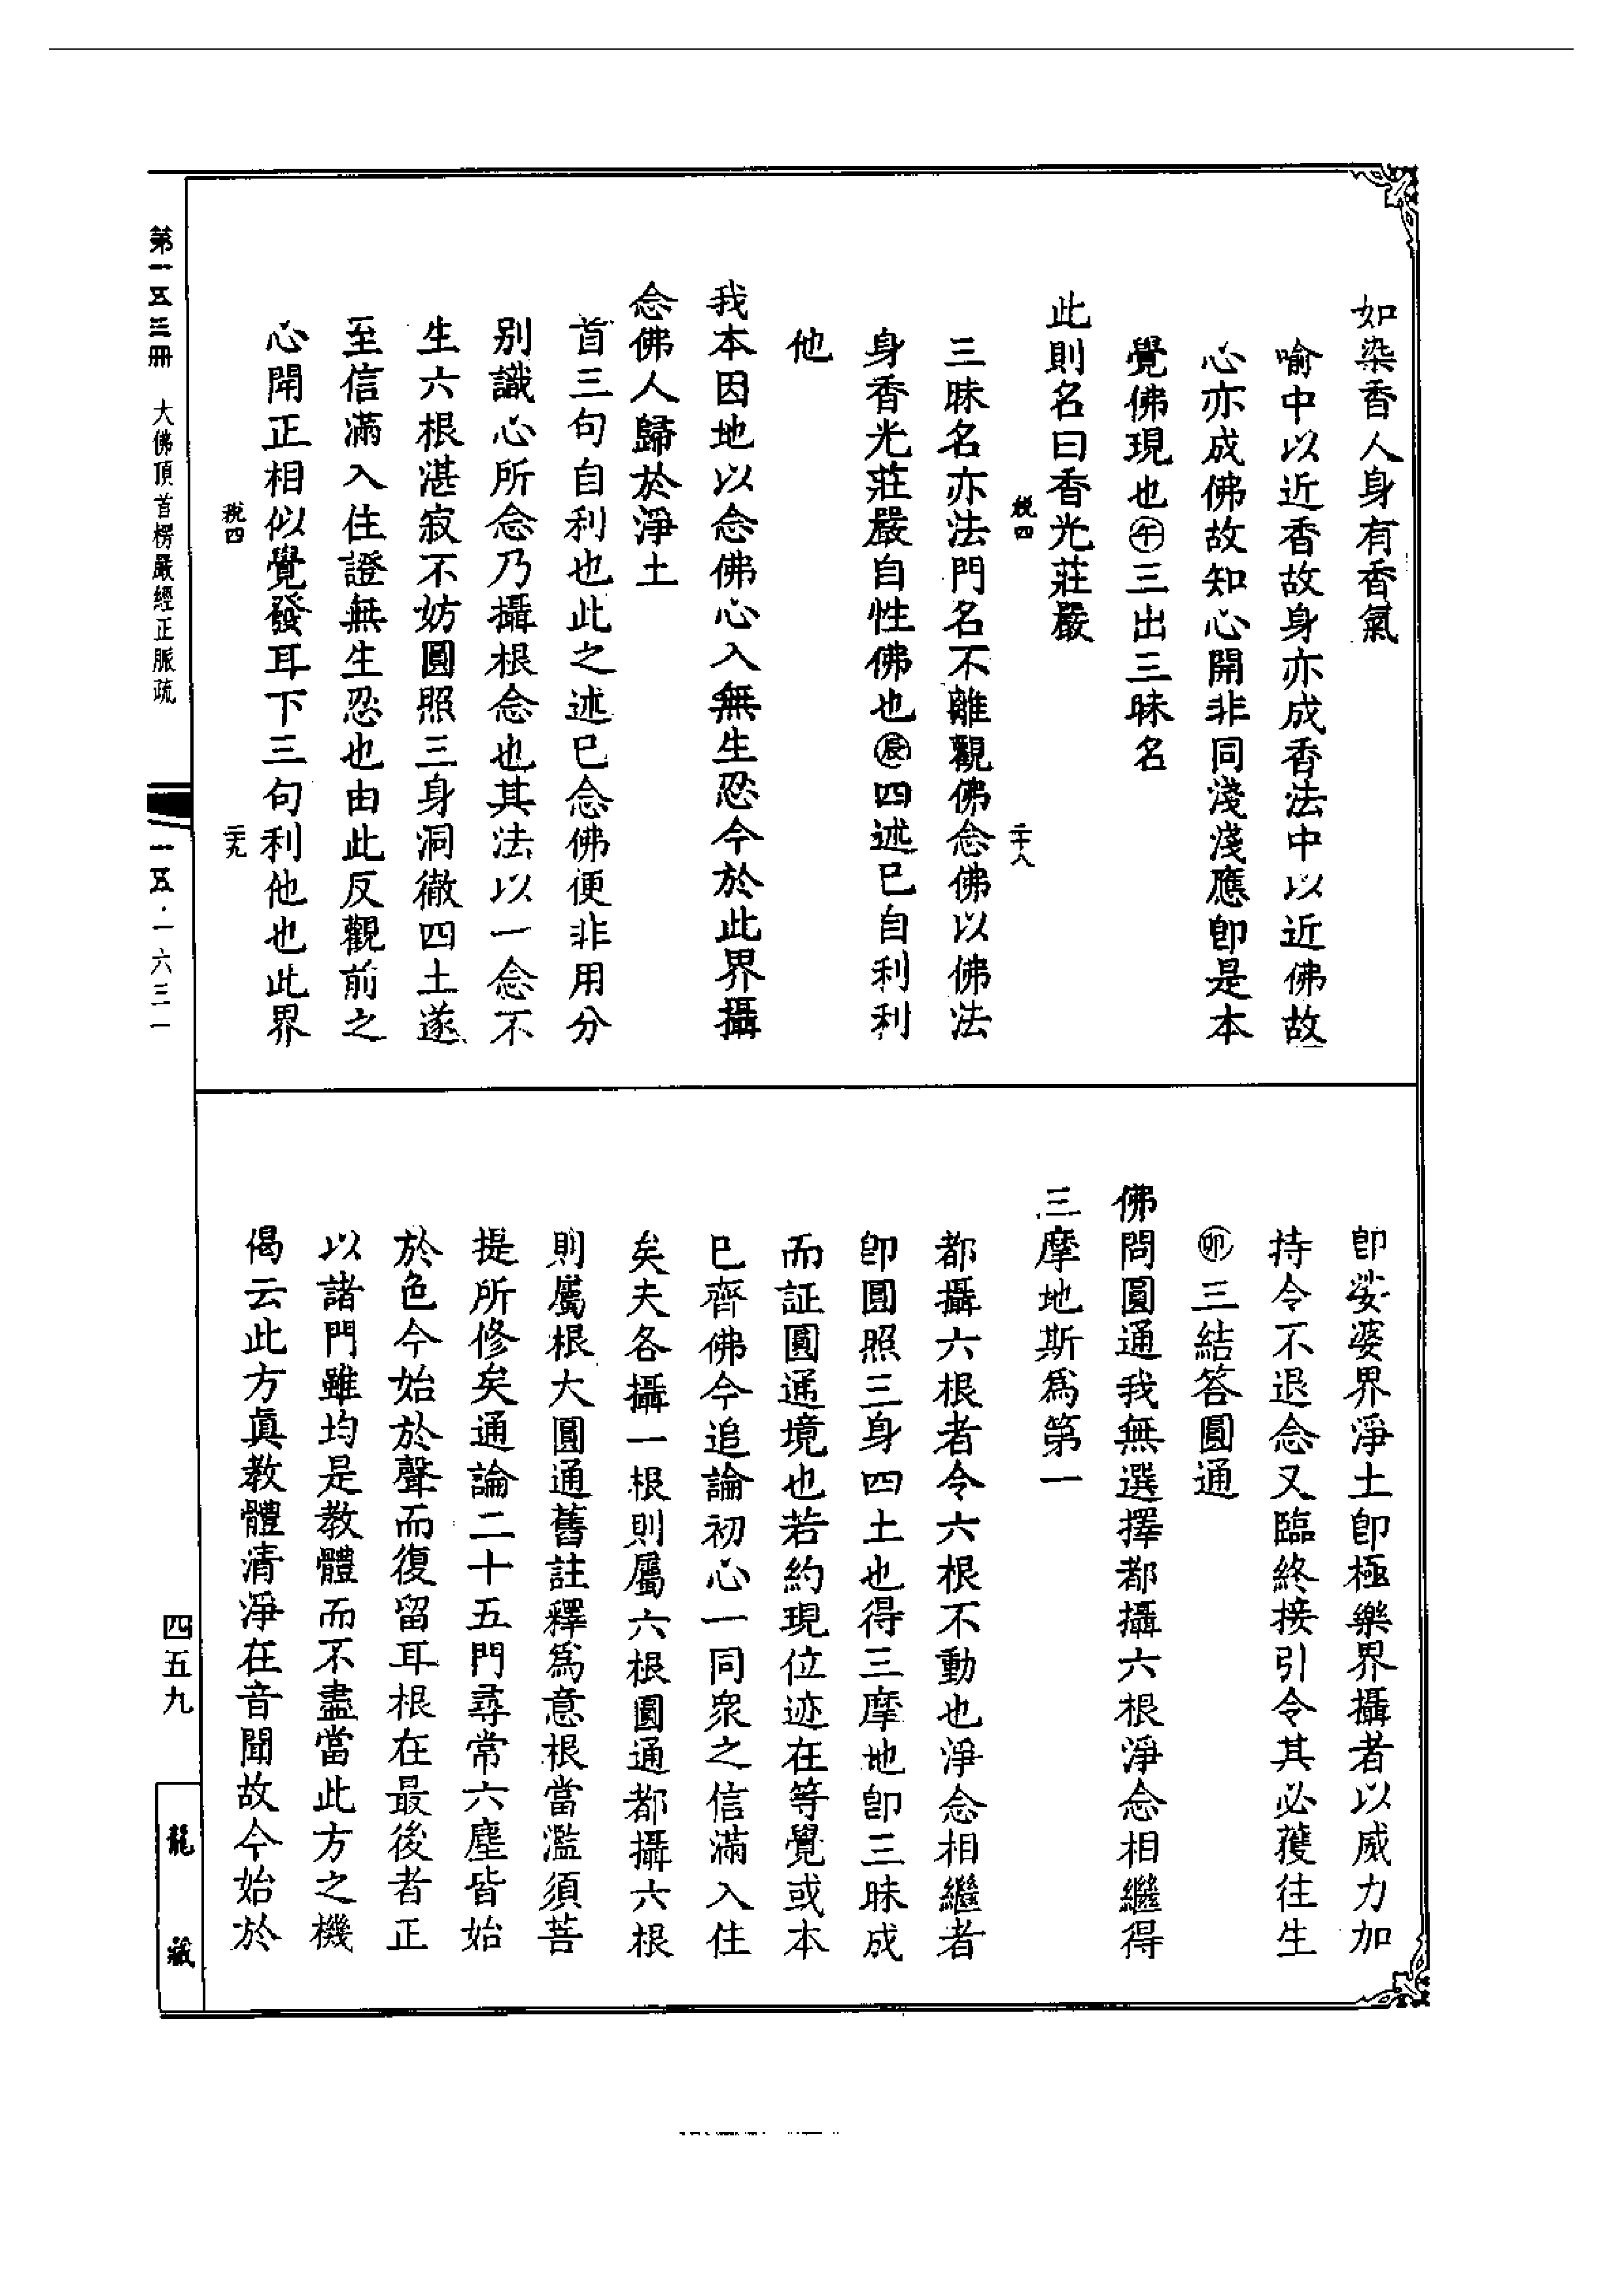 如染香人身有香氣
喻中以近香故身亦成香法中以近佛故
心亦成佛故知心開非同淺淺應卽是本
覺佛現也㊉三出三昧名
此則名曰香光莊嚴
稅四
二十八
三昧名亦法門名不離觀佛念佛以佛法
身香光莊嚴自性佛也四述已自利利
他
我本因地以念佛心入無生忍今於此界攝
念佛人歸於淨土
首三句自利也此之述已念佛便非用分
別識心所念乃攝根念也其法以一念不
生六根湛寂不妨圓照三身洞徹四土遂
至信滿入住證無生忍也由此反觀前之
心開正相似覺發耳下三句利他也此界
稅四
二十九
卽娑婆界淨土卽極樂界攝者以威力加
持令不退念又臨終接引令其必獲往生
卯三結答圓通
佛問圓通我無選擇都攝六根淨念相繼得
三摩地斯爲第一
都攝六根者令六根不動也淨念相繼者
卽圓照三身四土也得三摩地卽三昧成
而証圓通境也若約現位迹在等覺或本
已齊佛今追論初心一同衆之信滿入住
矣夫各攝一根則屬六根圓通都攝六根
則屬根大圓通舊註釋爲意根當濫須菩
提所修矣通論二十五門尋常六塵皆始
於色今始於聲而復留耳根在最後者正
以諸門雖均是教體而不盡當此方之機
偈云此方眞教體清淨在音聞故今始於
第一五三冊 大佛頂首楞嚴經正脈疏
一五·一六三一
四五九
龍藏